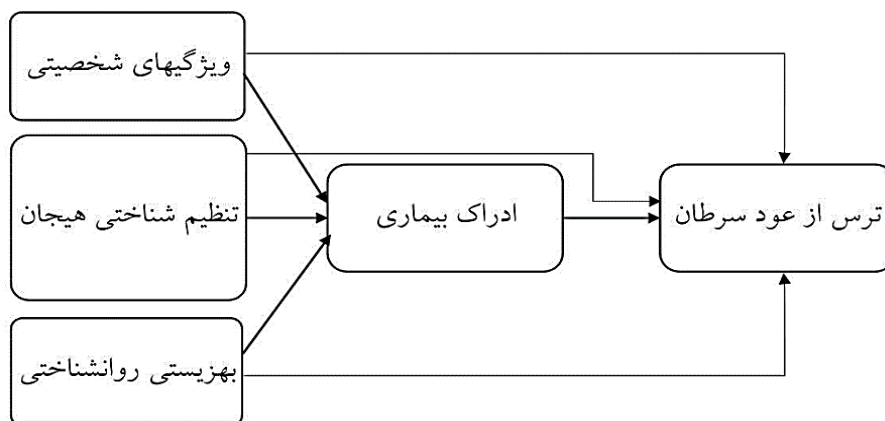 ویژگیهای شخصیتی
تنظیم شناختی هیجان
ادراک بیماری
ترس از عود سرطان
بهزیستی روانشناختی